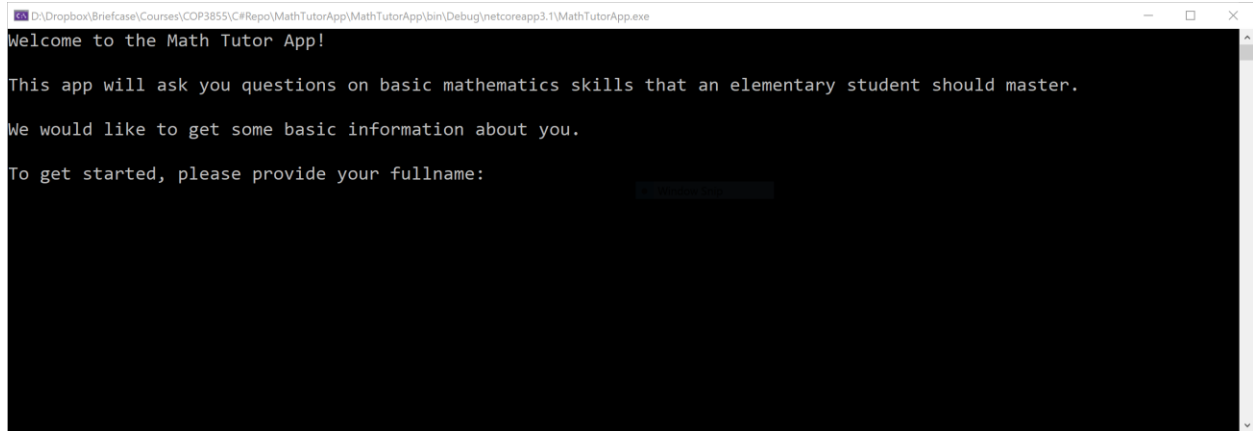 D:\Dropbox\Briefcase\Courses\COP3855\C#Repo\MathTutorApp\MathTutorApp\bin\Debug\netcoreapp3.1\MathTutorApp.exe
Welcome to the Math Tutor App!
This app will ask you questions on basic mathematics skills that an elementary student should master.
We would like to get some basic information about you.
To get started, please provide your fullname: